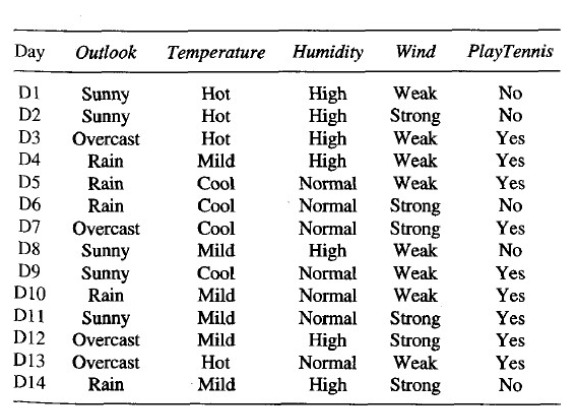 Day Outlook Temperature Humidity Wind PlayTennis
D1 Sunny Hot High Weak No
D2 Sunny Hot High Strong No
D3 Overcast Hot High Weak Yes
D4 Rain Mild High Weak Yes
D5 Rain Cool Normal Weak Yes
D6 Rain Cool Normal Strong No
D7 Overcast Cool Normal Strong Yes
D8 Sunny Mild High Weak No
D9 Sunny Cool Normal Weak Yes
D10 Rain Mild Normal Weak Yes
D11 Sunny Mild Normal Strong Yes
D12 Overcast Mild High Strong Yes
D13 Overcast Hot Normal Weak Yes
D14 Rain Mild High Strong No